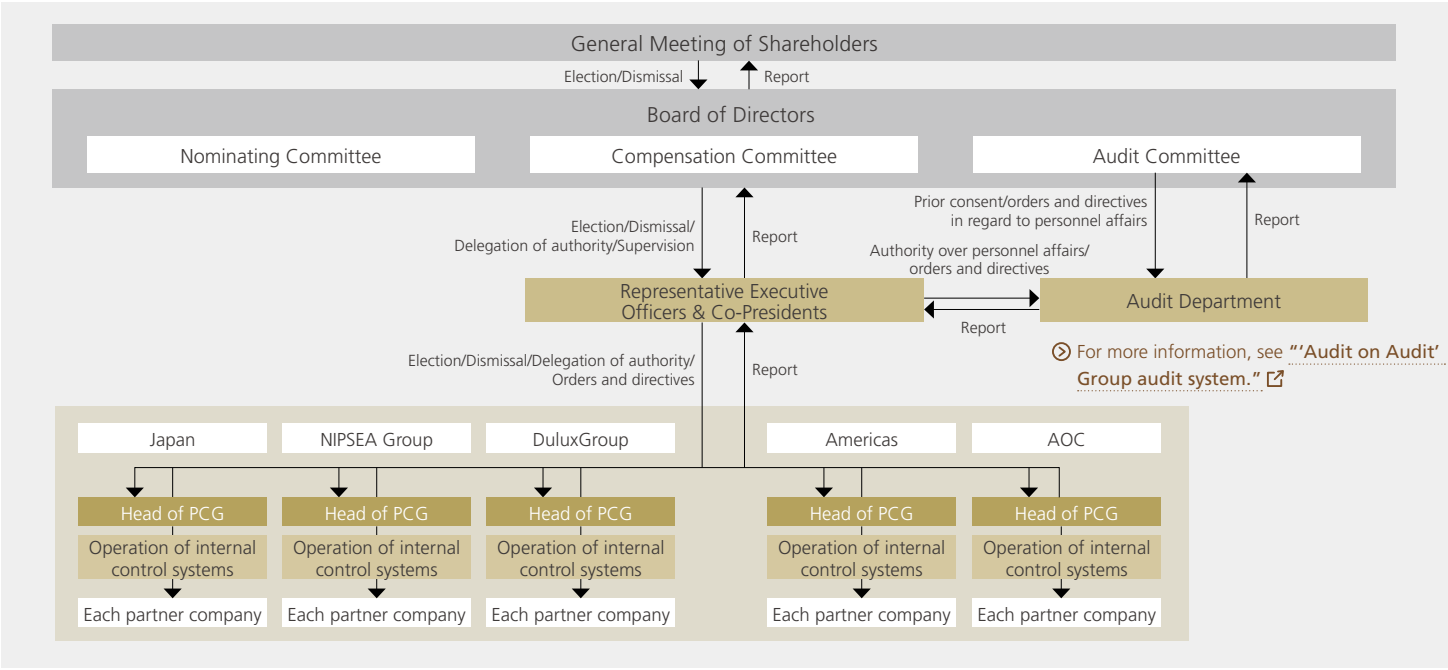 General Meeting of Shareholders
Election/Dismissal
Report
Board of Directors
Nominating Committee
Compensation Committee
Audit Committee
Election/Dismissal/
Delegation of authority/Supervision
Report
Prior consent/orders and directives
in regard to personnel affairs
Report
Authority over personnel affairs/
orders and directives
Representative Executive
Officers & Co-Presidents
Audit Department
Report
For more information, see "'Audit on Audit'
Group audit system."
Election/Dismissal/Delegation of authority/
Orders and directives
Report
Japan
NIPSEA Group
DuluxGroup
Americas
AOC
Head of PCG
Head of PCG
Head of PCG
Head of PCG
Head of PCG
Operation of internal
control systems
Operation of internal
control systems
Operation of internal
control systems
Operation of internal
control systems
Operation of internal
control systems
Each partner company
Each partner company
Each partner company
Each partner company
Each partner company